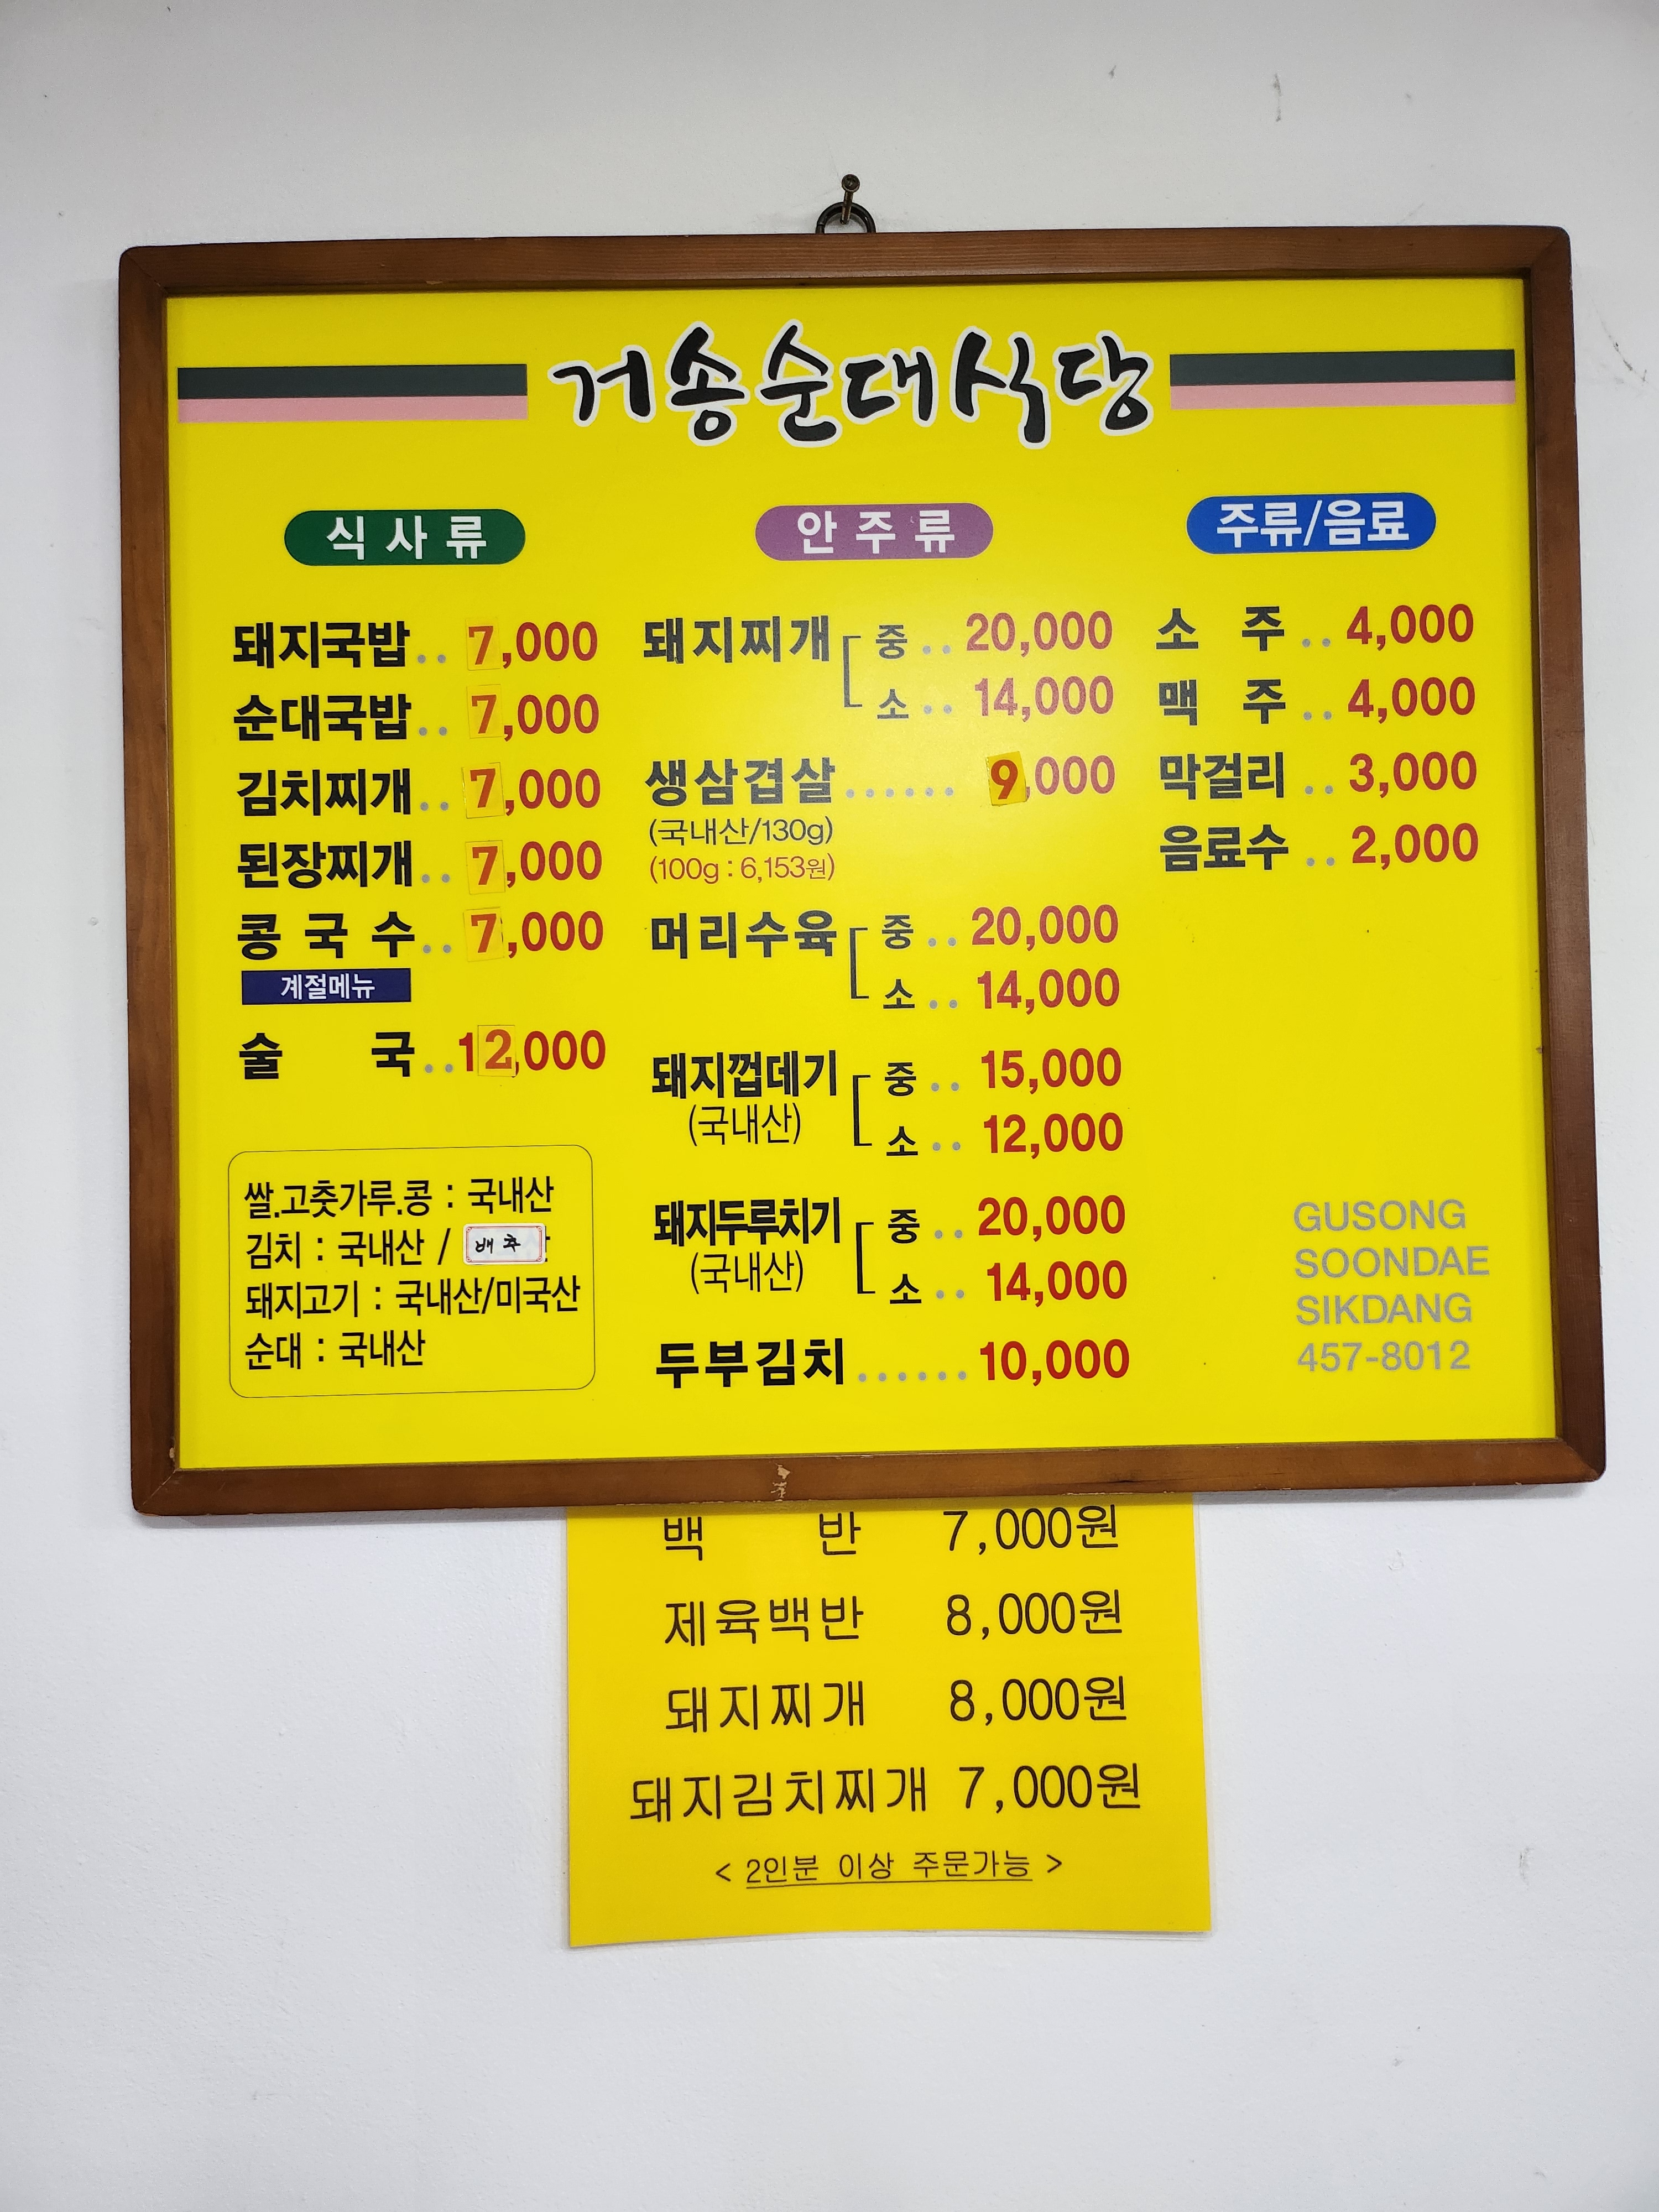 거송순대식당
식사류
돼지국밥.. 7,000
순대국밥.. 7,000
김치찌개.. 7,000
된장찌개.. 7,000
콩국수.. 7,000
계절메뉴
술국..12,000
쌀.고춧가루.콩 : 국내산
김치 : 국내산 / 배추
돼지고기 : 국내산/미국산
순대 : 국내산
안주류
돼지찌개 중.. 20,000
소.. 14,000
생삼겹살...... 9,000
(국내산/130g)
(100g : 6,153원)
머리수육 중.. 20,000
소.. 14,000
돼지껍데기 중.. 15,000
(국내산) 소.. 12,000
돼지두루치기 중.. 20,000
(국내산) 소.. 14,000
두부김치...... 10,000
주류/음료
소주.. 4,000
맥주.. 4,000
막걸리.. 3,000
음료수.. 2,000
GUSONG
SOONDAE
SIKDANG
457-8012
백반 7,000원
제육백반 8,000원
돼지찌개 8,000원
돼지김치찌개 7,000원
< 2인분 이상 주문가능 >